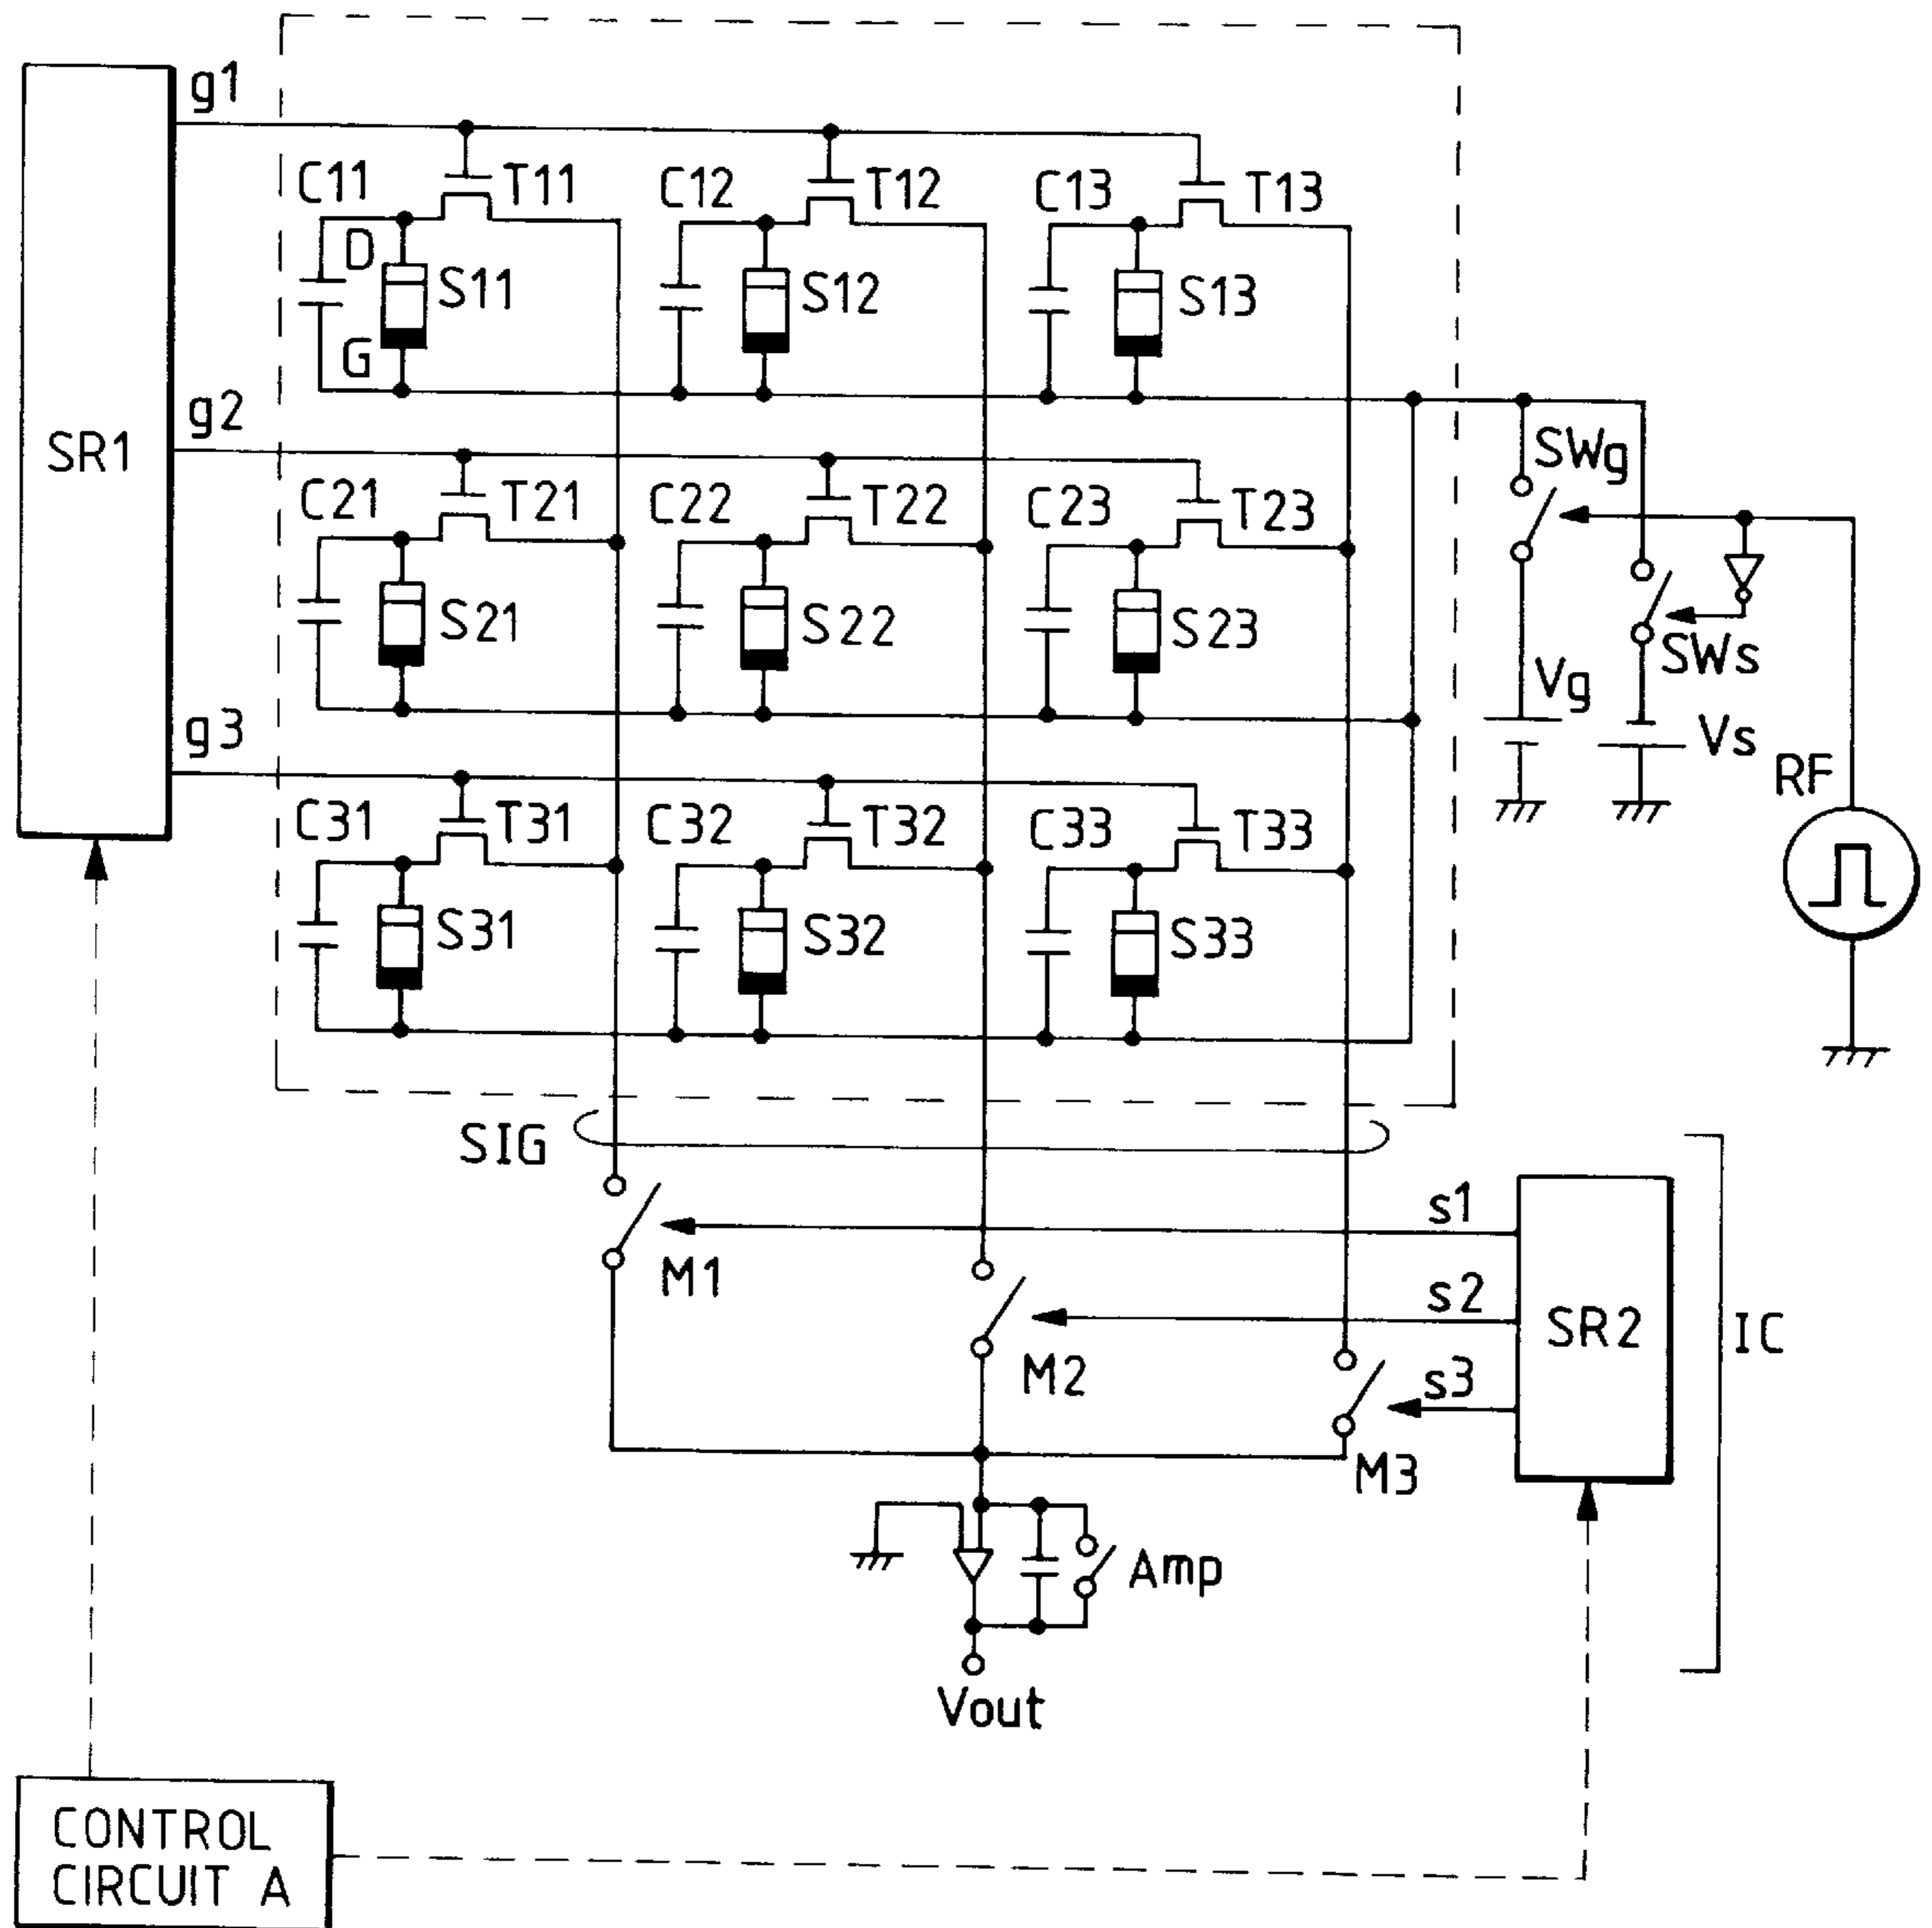 g1
C11
T11
C12
T12
C13
T13
D
S11
S12
S13
G
g2
SR1
SWg
C21
T21
C22
T22
C23
T23
S21
S22
S23
SWs
Vg
Vs
g3
RF
C31
T31
C32
T32
C33
T33
S31
S32
S33
SIG
s1
M1
s2
SR2
IC
M2
s3
M3
Amp
Vout
CONTROL
CIRCUIT A